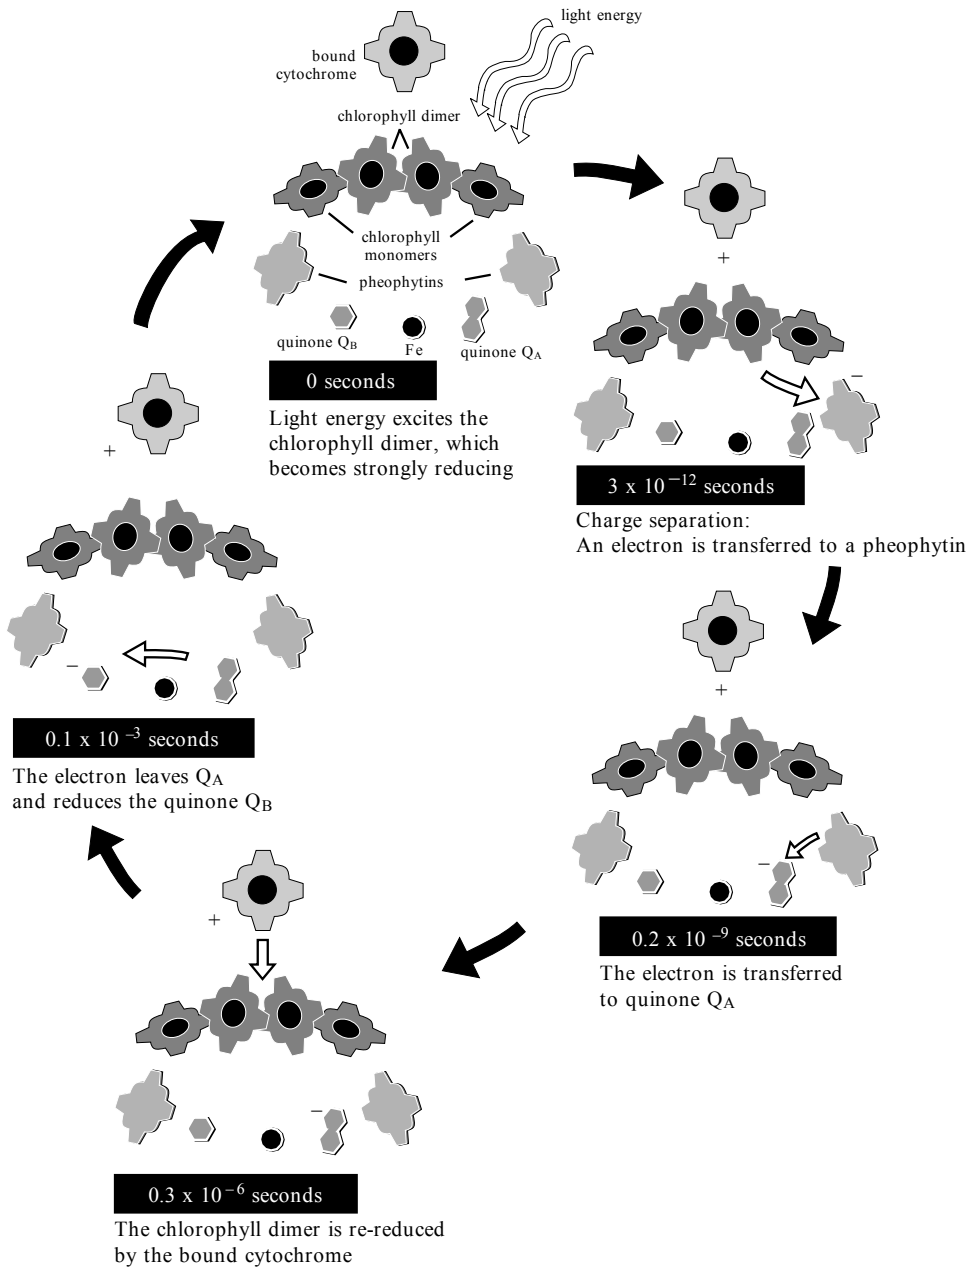 light energy
bound
cytochrome
chlorophyll dimer
chlorophyll
monomers
pheophytins
quinone QB
Fe
quinone QA
0 seconds
Light energy excites the
chlorophyll dimer, which
becomes strongly reducing
+
−
3 x 10 −12 seconds
Charge separation:
An electron is transferred to a pheophytin
+
−
0.2 x 10 −9 seconds
The electron is transferred
to quinone QA
+
−
0.3 x 10 −6 seconds
The chlorophyll dimer is re-reduced
by the bound cytochrome
+
−
0.1 x 10 −3 seconds
The electron leaves QA
and reduces the quinone QB